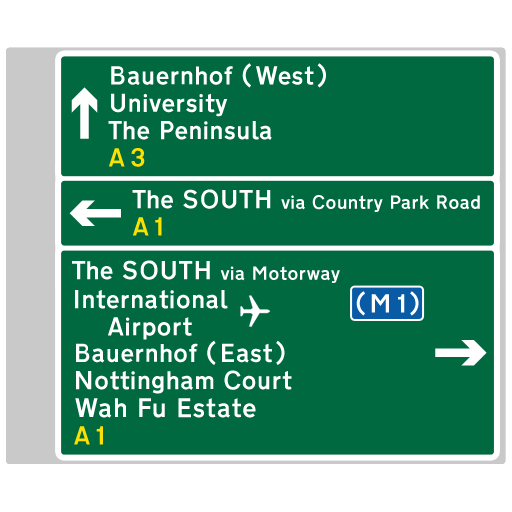 Bauernhof (West)
University
The Peninsula
A3
The SOUTH via Country Park Road
A1
The SOUTH via Motorway
International
Airport
(M1)
Bauernhof (East)
Nottingham Court
Wah Fu Estate
A1